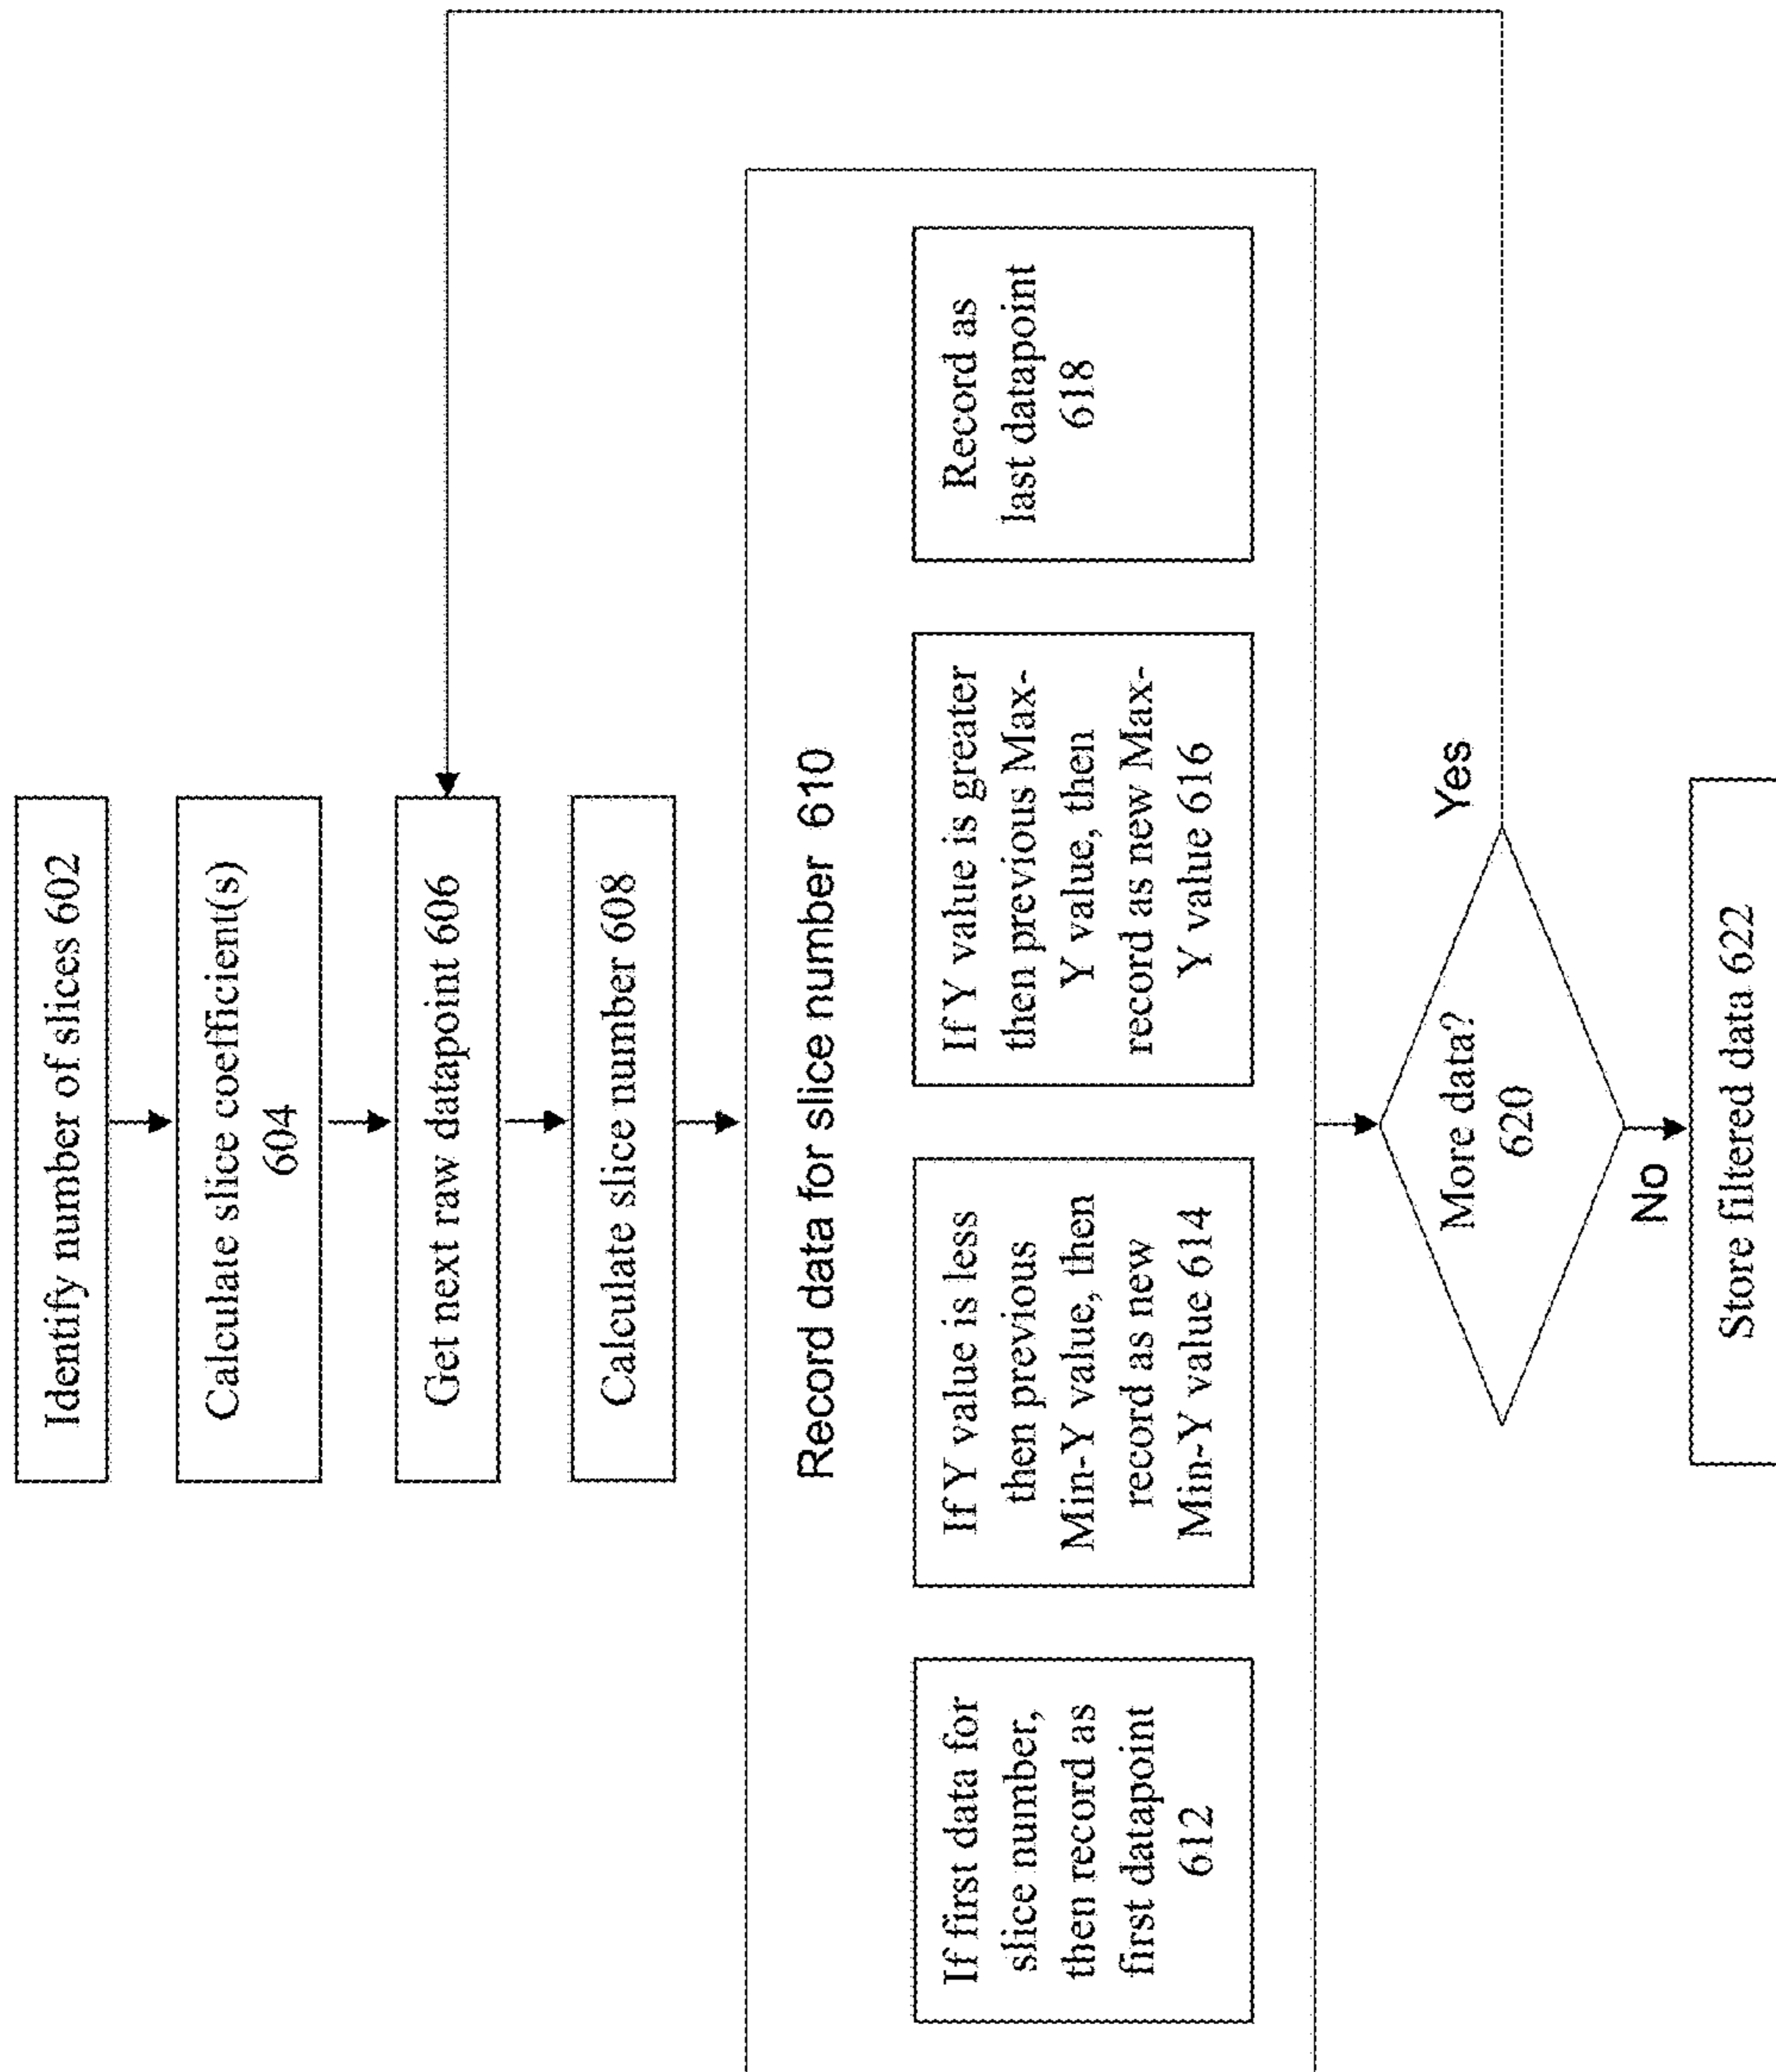 Identify number of slices 602
Calculate slice coefficient(s)
604
Get next raw datapoint 606
Calculate slice number 608
Record data for slice number 610
If first data for
slice number,
then record as
first datapoint
612
If Y value is less
then previous
Min-Y value, then
record as new
Min-Y value 614
If Y value is greater
then previous Max-
Y value, then
record as new Max-
Y value 616
Record as
last datapoint
618
More data?
620
Yes
No
Store filtered data 622